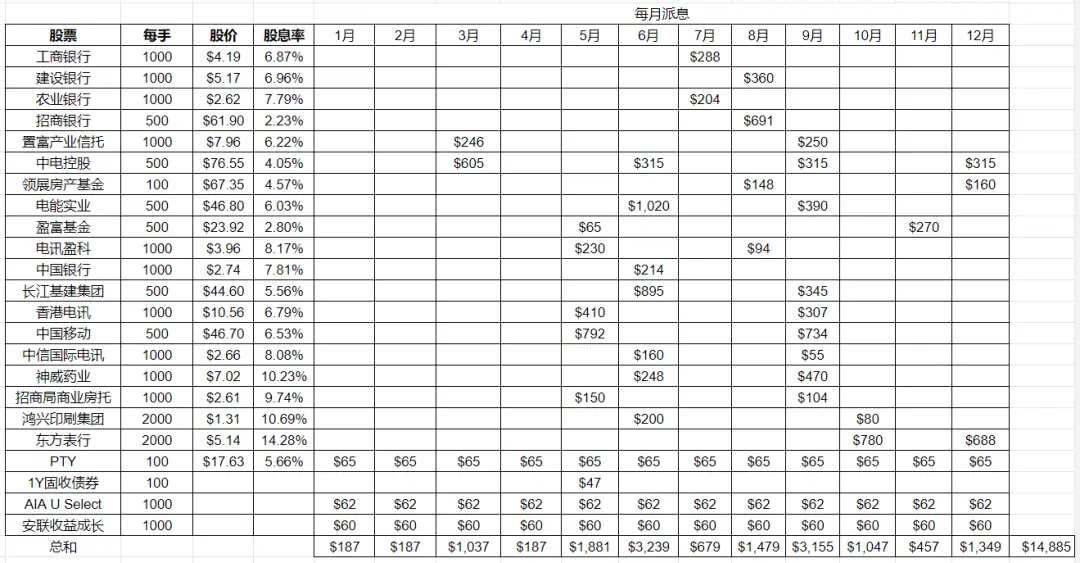 每月派息
股票 每手 股价 股息率 1月 2月 3月 4月 5月 6月 7月 8月 9月 10月 11月 12月
工商银行 1000 $4.19 6.87% $288
建设银行 1000 $5.17 6.96% $360
农业银行 1000 $2.62 7.79% $204
招商银行 500 $61.90 2.23% $691
置富产业信托 1000 $7.96 6.22% $246 $250
中电控股 500 $76.55 4.05% $605 $315 $315 $315
领展房产基金 100 $67.35 4.57% $148 $160
电能实业 500 $46.80 6.03% $1,020 $390
盈富基金 500 $23.92 2.80% $65 $270
电讯盈科 1000 $3.96 8.17% $230 $94
中国银行 1000 $2.74 7.81% $214
长江基建集团 500 $44.60 5.56% $895 $345
香港电讯 1000 $10.56 6.79% $410 $307
中国移动 500 $46.70 6.53% $792 $734
中信国际电讯 1000 $2.66 8.08% $160 $55
神威药业 1000 $7.02 10.23% $248 $470
招商局商业房托 1000 $2.61 9.74% $150 $104
鸿兴印刷集团 2000 $1.31 10.69% $200 $80
东方表行 2000 $5.14 14.28% $780 $688
PTY 100 $17.63 5.66% $65 $65 $65 $65 $65 $65 $65 $65 $65 $65 $65 $65
1Y固收债券 100 $47
AIA U Select 1000 $62 $62 $62 $62 $62 $62 $62 $62 $62 $62 $62 $62
安联收益成长 1000 $60 $60 $60 $60 $60 $60 $60 $60 $60 $60 $60 $60
总和 $187 $187 $1,037 $187 $1,881 $3,239 $679 $1,479 $3,155 $1,047 $457 $1,349 $14,885